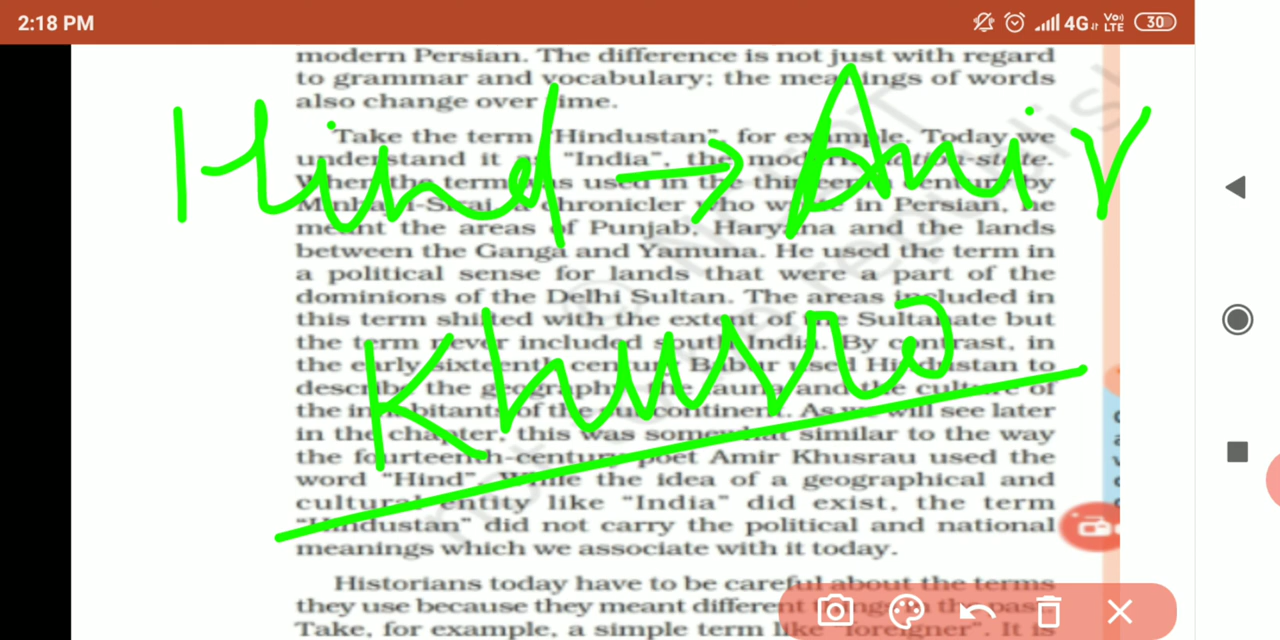 2:18 PM 4G Vo) LTE 30
modern Persian. The difference is not just with regard
to grammar and vocabulary; the meanings of words
also change over time.
Take the term "Hindustan", for example. Today we
understand it as "India", the modern nation-state.
When the term was used in the thirteenth century by
Minhaj-i-Siraj, a chronicler who wrote in Persian, he
meant the areas of Punjab, Haryana and the lands
between the Ganga and Yamuna. He used the term in
a political sense for lands that were a part of the
dominions of the Delhi Sultan. The areas included in
this term shifted with the extent of the Sultanate but
the term never included south India. By contrast, in
the early sixteenth century Babur used Hindustan to
describe the geography, the fauna and the culture of
the inhabitants of the subcontinent. As we will see later
in the chapter, this was somewhat similar to the way
the fourteenth-century poet Amir Khusrau used the
word "Hind". While the idea of a geographical and
cultural entity like "India" did exist, the term
"Hindustan" did not carry the political and national
meanings which we associate with it today.
Historians today have to be careful about the terms
they use because they meant different things in the past.
Take, for example, a simple term like "foreigner". It is
Hind → Amir
Khusro